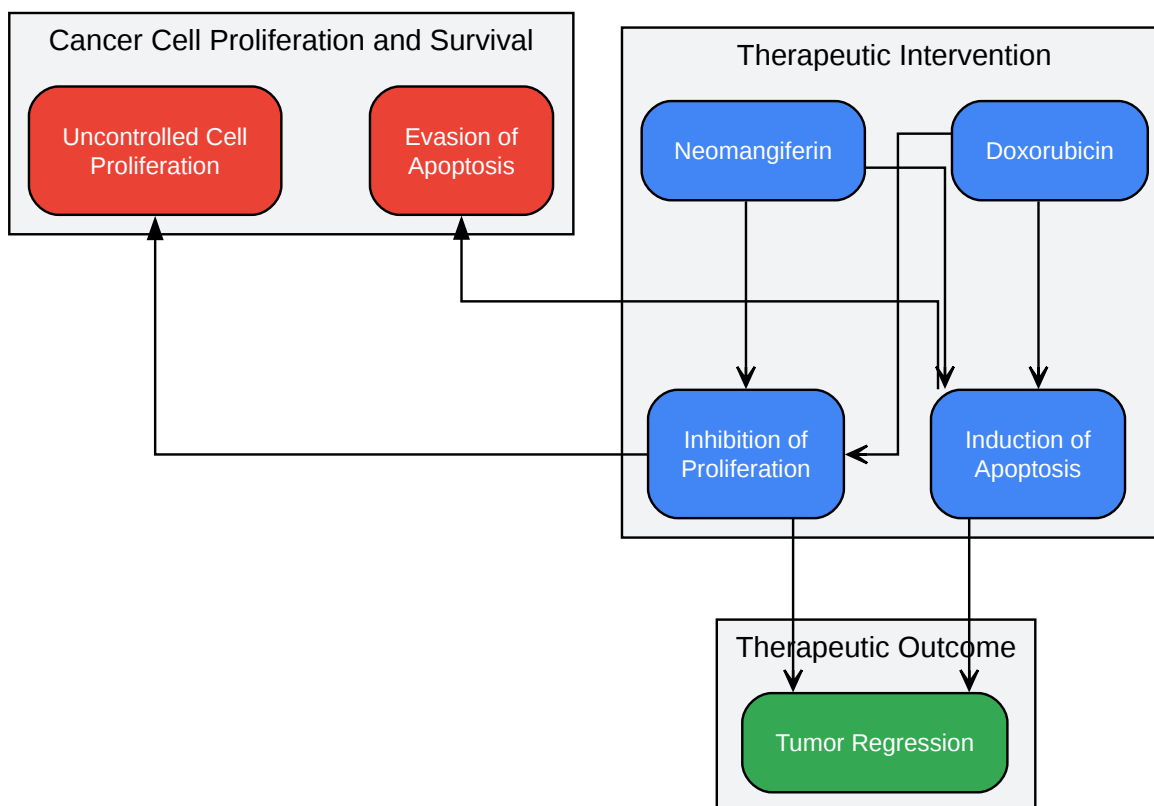 Cancer Cell Proliferation and Survival
Uncontrolled Cell
Proliferation
Evasion of
Apoptosis
Therapeutic Intervention
Neomangiferin
Doxorubicin
Inhibition of
Proliferation
Induction of
Apoptosis
Therapeutic Outcome
Tumor Regression